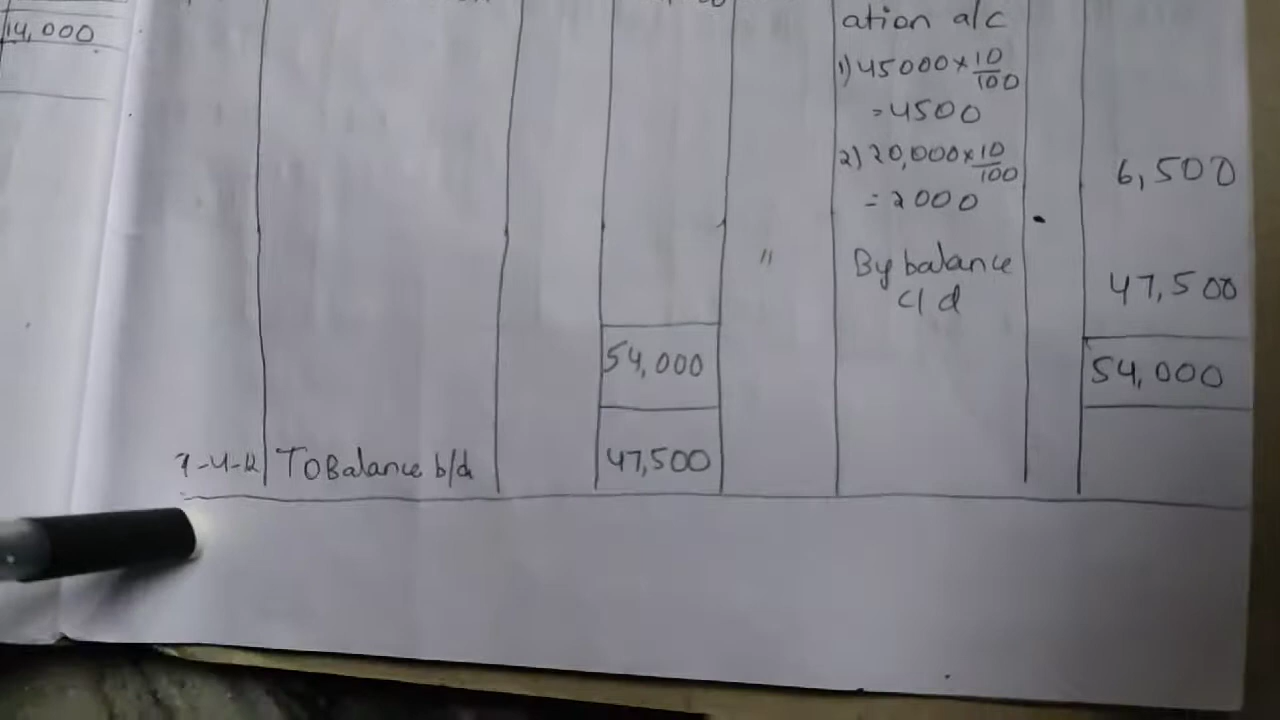 14,000
ation a/c
1) 45000 × 10/100
= 4500
2) 20,000 × 10/100
= 2000
6,500
" By balance
c/d
47,500
54,000
54,000
To Balance b/d
47,500